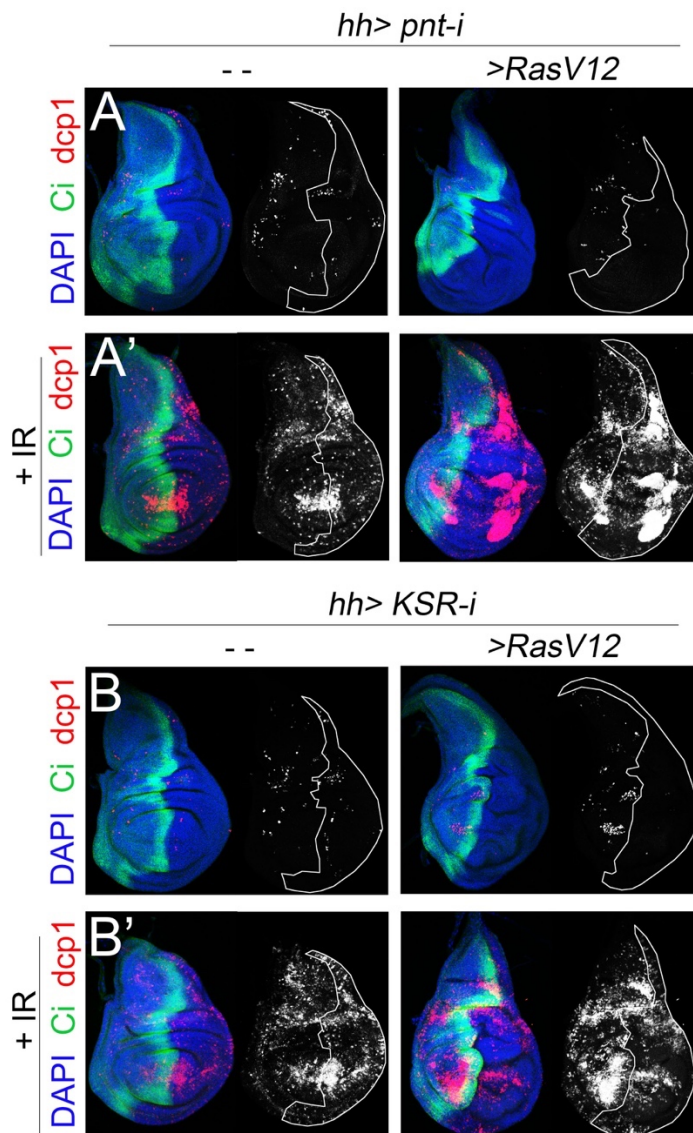 hh> pnt-i
- - >RasV12
A
DAPI Ci dcp1
A’
+ IR
DAPI Ci dcp1
hh> KSR-i
- - >RasV12
B
DAPI Ci dcp1
B’
+ IR
DAPI Ci dcp1